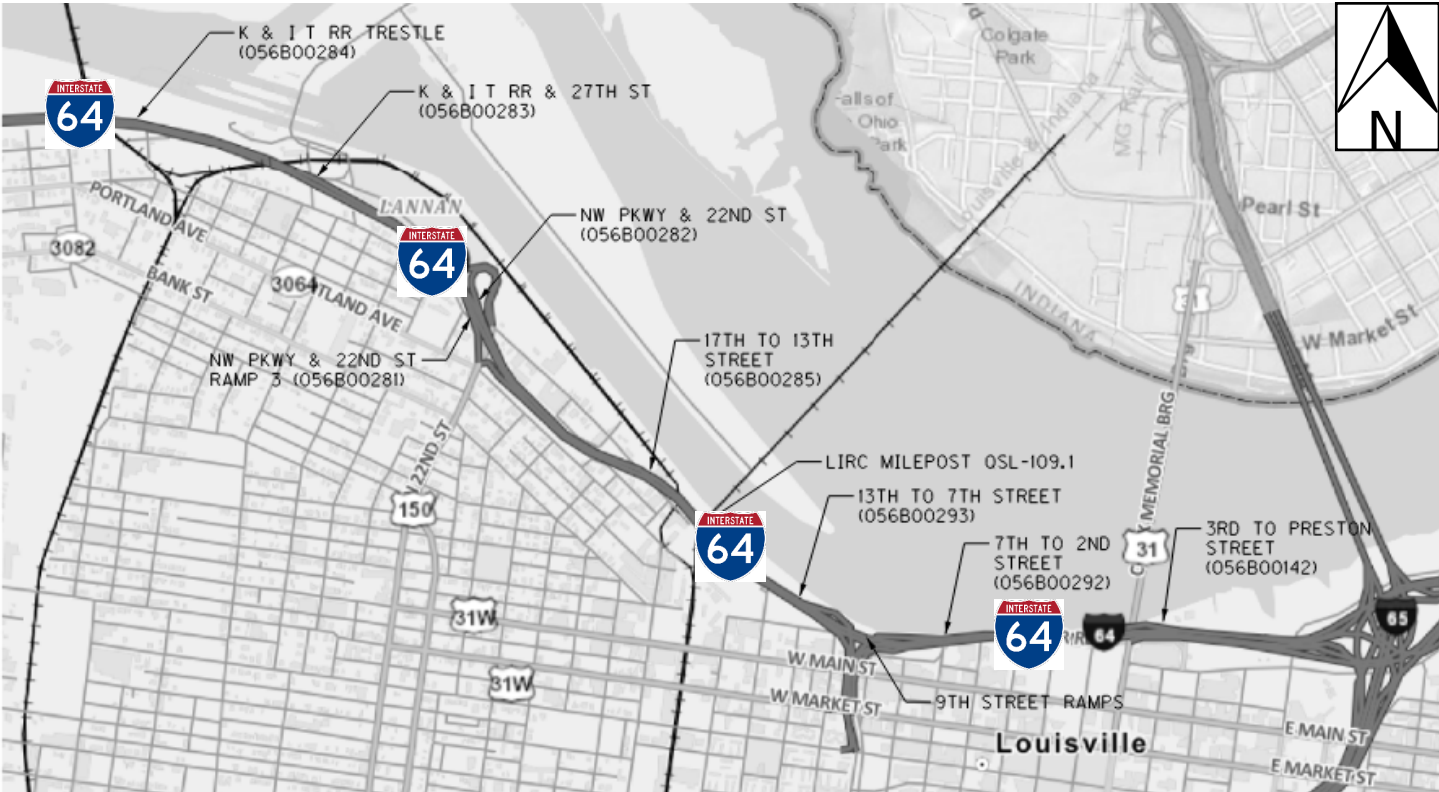 K & I T RR TRESTLE
(056B00284)
INTERSTATE
64
K & I T RR & 27TH ST
(056B00283)
N
Colgate
Park
Falls of
Ohio
Park
MG Rail
Louisville & Indiana
PORTLAND AVE
LANNAN
NW PKWY & 22ND ST
(056B00282)
Pearl St
3082
INTERSTATE
64
BANK ST
3064
TLAND AVE
INDIANA
31
W Market St
17TH TO 13TH
STREET
(056B00285)
NW PKWY & 22ND ST
RAMP 3 (056B00281)
N 22ND ST
MEMORIAL BRG
LIRC MILEPOST QSL-109.1
13TH TO 7TH STREET
(056B00293)
150
INTERSTATE
64
7TH TO 2ND
STREET
(056B00292)
31
3RD TO PRESTON
STREET
(056B00142)
31W
INTERSTATE
64
64
65
W MAIN ST
31W
W MARKET ST
9TH STREET RAMPS
Louisville
E MAIN ST
E MARKET ST